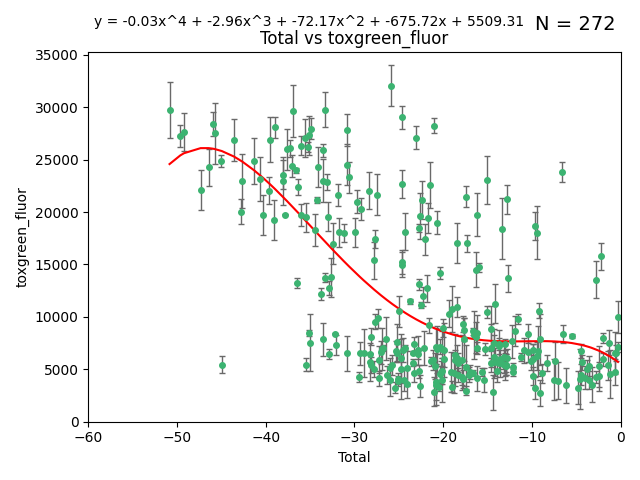 y = -0.03x^4 + -2.96x^3 + -72.17x^2 + -675.72x + 5509.31 N = 272
Total vs toxgreen_fluor
35000
30000
25000
20000
15000
10000
5000
0
toxgreen_fluor
−60 −50 −40 −30 −20 −10 0
Total